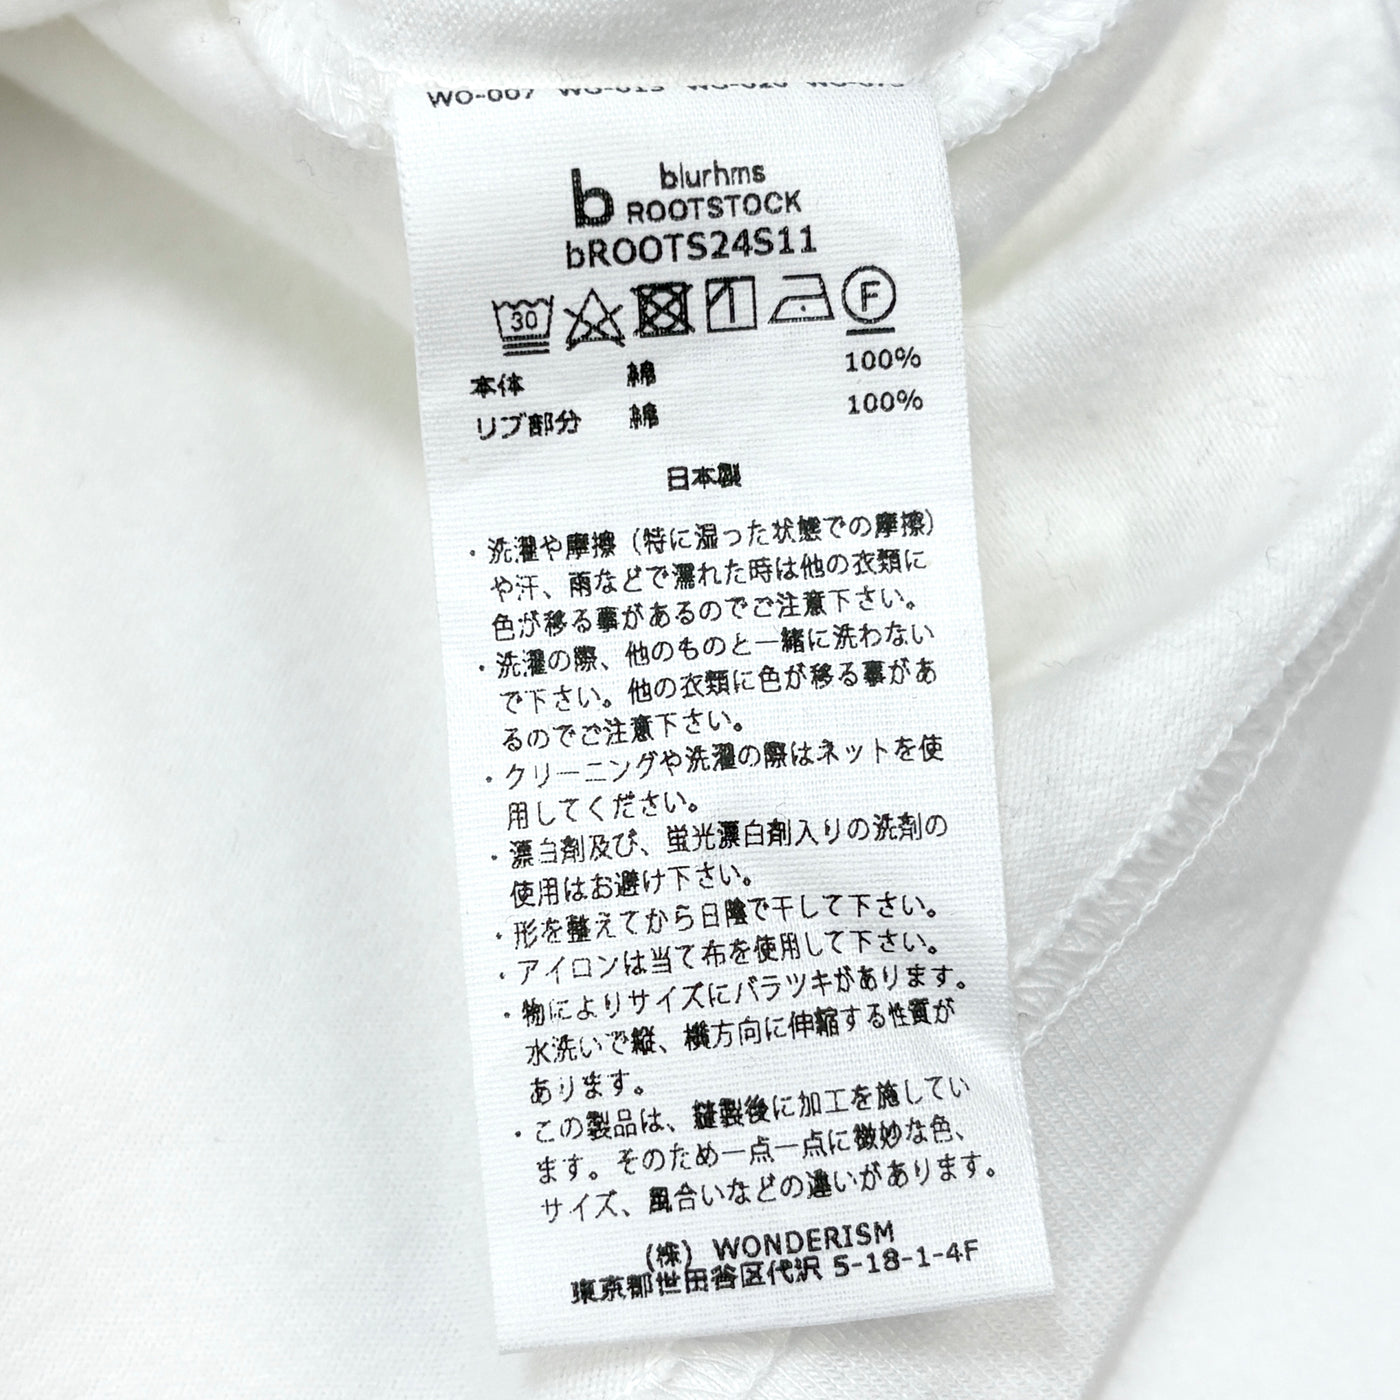 WO-007 WO-013 WO-020 WO-075
blurhms
b ROOTSTOCK
bROOTS24S11
30 F
本体 綿 100%
リブ部分 綿 100%
日本製
・洗濯や摩擦（特に湿った状態での摩擦）
や汗、雨などで濡れた時は他の衣類に
色が移る事があるのでご注意下さい。
・洗濯の際、他のものと一緒に洗わない
で下さい。他の衣類に色が移る事があ
るのでご注意下さい。
・クリーニングや洗濯の際はネットを使
用してください。
・漂白剤及び、蛍光漂白剤入りの洗剤の
使用はお避け下さい。
・形を整えてから日陰で干して下さい。
・アイロンは当て布を使用して下さい。
・物によりサイズにバラツキがあります。
水洗いで縦、横方向に伸縮する性質が
あります。
・この製品は、縫製後に加工を施してい
ます。そのため一点一点に微妙な色、
サイズ、風合いなどの違いがあります。
(株) WONDERISM
東京都世田谷区代沢 5-18-1-4F